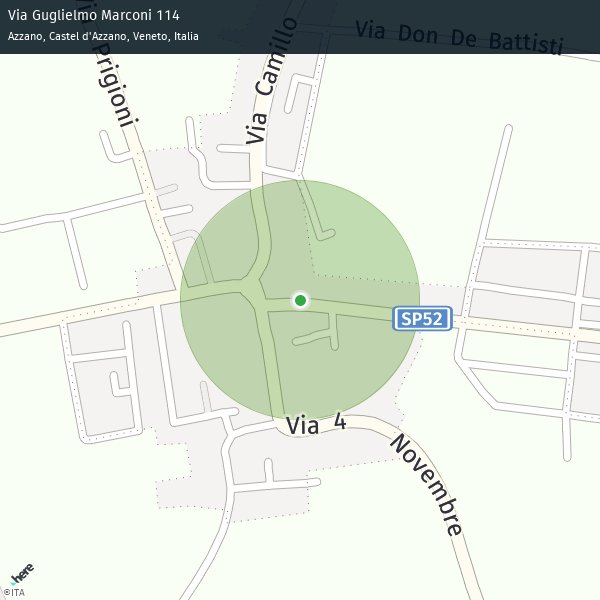 Via Guglielmo Marconi 114
Azzano, Castel d'Azzano, Veneto, Italia
Via Prigioni
Via Camillo
Via Don De Battisti
SP52
Via 4 Novembre
here
©ITA